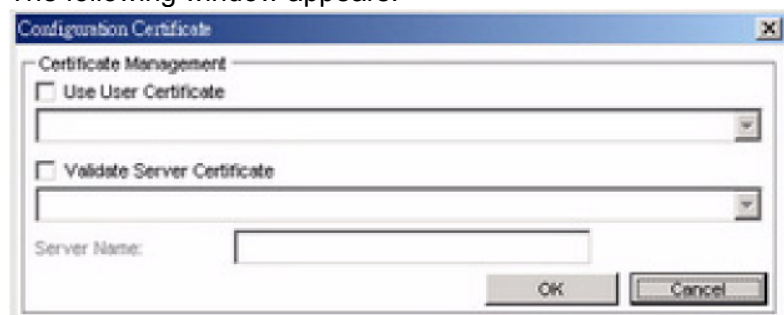 The following window appears.
Configuration Certificate
Certificate Management
Use User Certificate
Validate Server Certificate
Server Name:
OK
Cancel